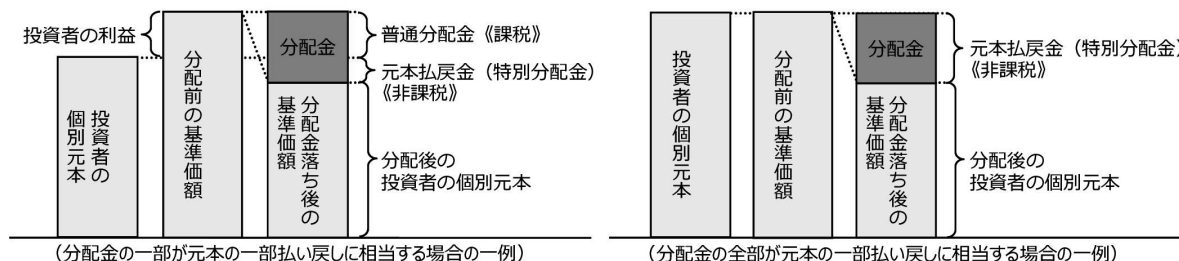 投資者の利益
投資者の
個別元本
分配前の基準価額
分配金
分配金落ち後の
基準価額
普通分配金《課税》
元本払戻金（特別分配金）
《非課税》
分配後の
投資者の個別元本
（分配金の一部が元本の一部払い戻しに相当する場合の一例）
投資者の個別元本
分配前の基準価額
分配金
分配金落ち後の
基準価額
元本払戻金（特別分配金）
《非課税》
分配後の
投資者の個別元本
（分配金の全部が元本の一部払い戻しに相当する場合の一例）